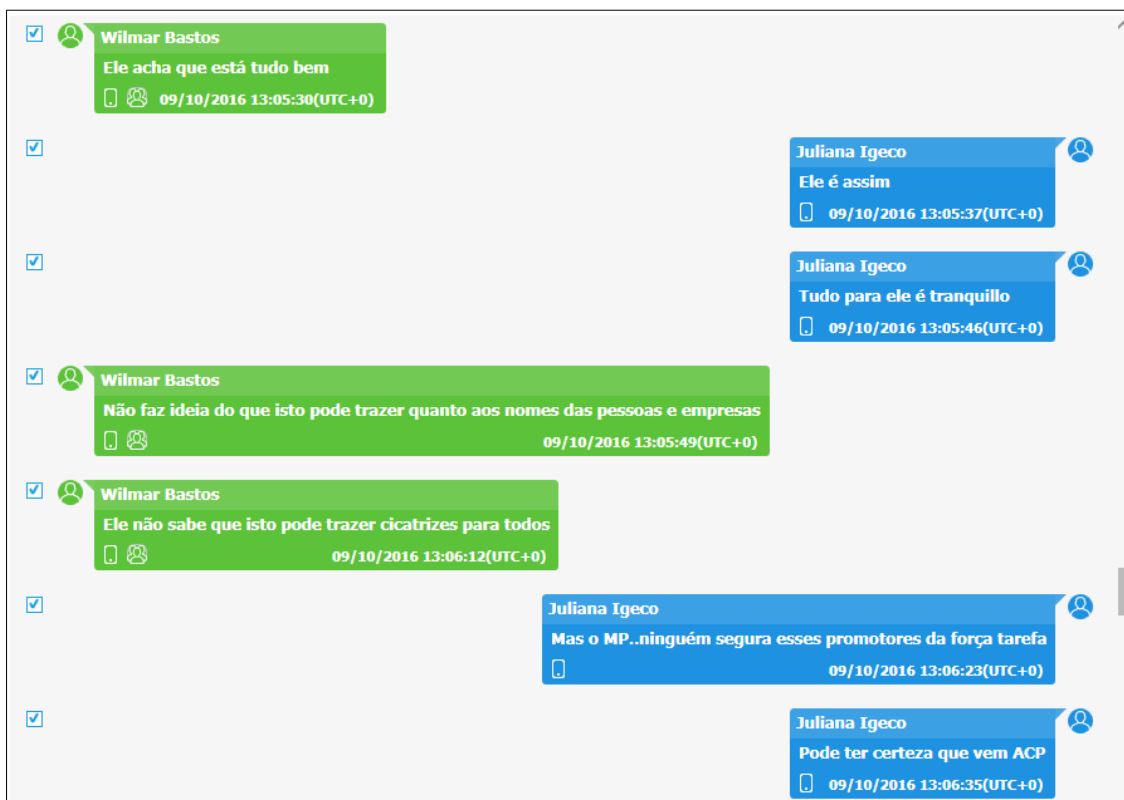 Wilmar Bastos
Ele acha que está tudo bem
09/10/2016 13:05:30(UTC+0)
Juliana Igeco
Ele é assim
09/10/2016 13:05:37(UTC+0)
Juliana Igeco
Tudo para ele é tranquillo
09/10/2016 13:05:46(UTC+0)
Wilmar Bastos
Não faz ideia do que isto pode trazer quanto aos nomes das pessoas e empresas
09/10/2016 13:05:49(UTC+0)
Wilmar Bastos
Ele não sabe que isto pode trazer cicatrizes para todos
09/10/2016 13:06:12(UTC+0)
Juliana Igeco
Mas o MP..ninguém segura esses promotores da força tarefa
09/10/2016 13:06:23(UTC+0)
Juliana Igeco
Pode ter certeza que vem ACP
09/10/2016 13:06:35(UTC+0)